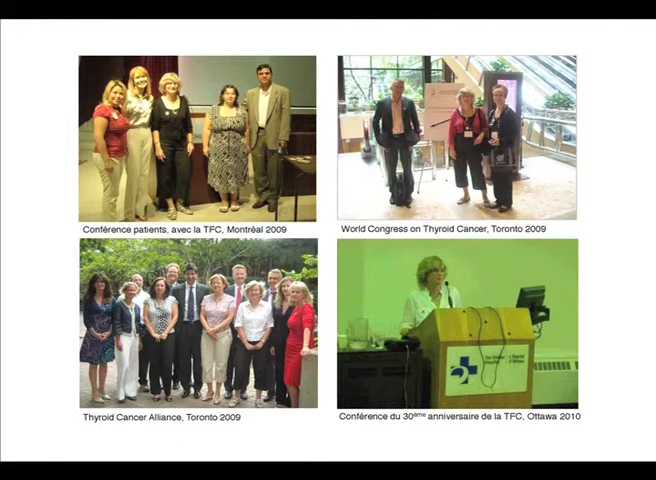 Conférence patients, avec la TFC, Montréal 2009
World Congress on Thyroid Cancer, Toronto 2009
Thyroid Cancer Alliance, Toronto 2009
Conférence du 30ème anniversaire de la TFC, Ottawa 2010